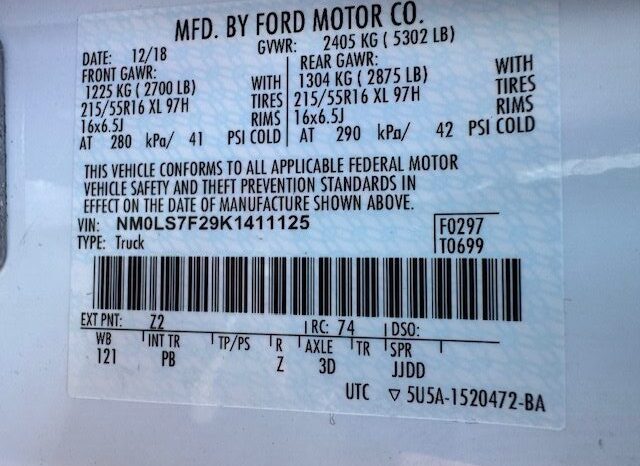 MFD. BY FORD MOTOR CO.
DATE: 12/18 GVWR: 2405 KG ( 5302 LB)
FRONT GAWR: REAR GAWR:
1225 KG ( 2700 LB) WITH 1304 KG ( 2875 LB) WITH
215/55R16 XL 97H TIRES 215/55R16 XL 97H TIRES
16x6.5J RIMS 16x6.5J RIMS
AT 280 kPa/ 41 PSI COLD AT 290 kPa/ 42 PSI COLD
THIS VEHICLE CONFORMS TO ALL APPLICABLE FEDERAL MOTOR
VEHICLE SAFETY AND THEFT PREVENTION STANDARDS IN
EFFECT ON THE DATE OF MANUFACTURE SHOWN ABOVE.
VIN: NM0LS7F29K1411125 F0297
TYPE: Truck T0699
EXT PNT: Z2 RC: 74 DSO:
WB INT TR TP/PS R AXLE TR SPR
121 PB Z 3D JJDD
UTC ▽ 5U5A-1520472-BA